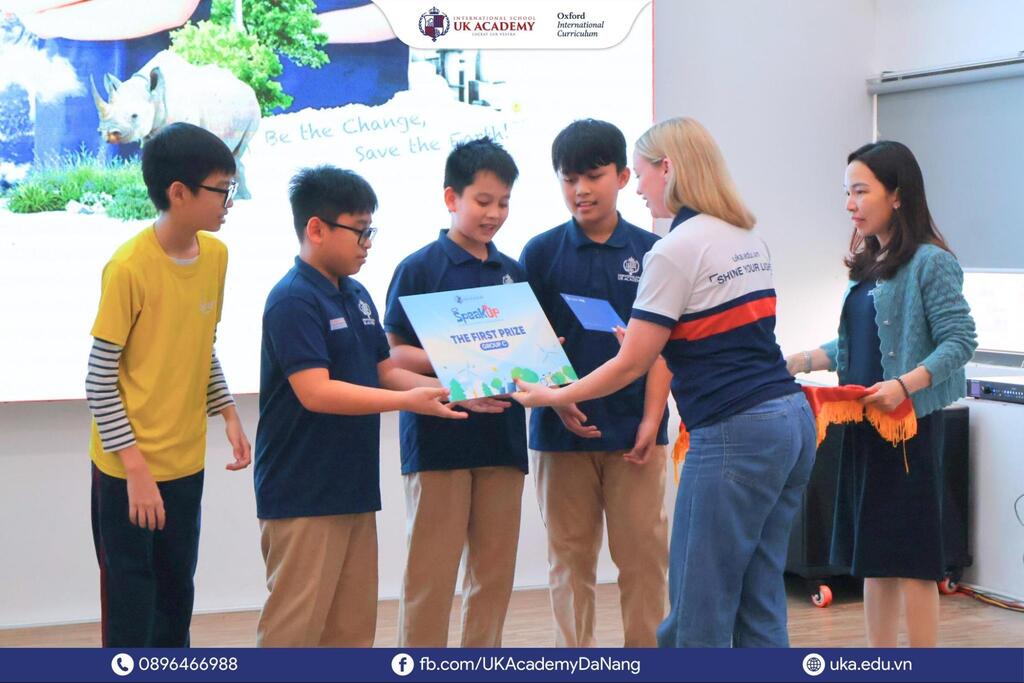 INTERNATIONAL SCHOOL
UK ACADEMY
Oxford
International
Curriculum
Be the Change,
Save the Earth!
SpeakUp
THE FIRST PRIZE
GROUP C
uka.edu.vn
SHINE YOUR LIGH
0896466988
fb.com/UKAcademyDaNang
uka.edu.vn